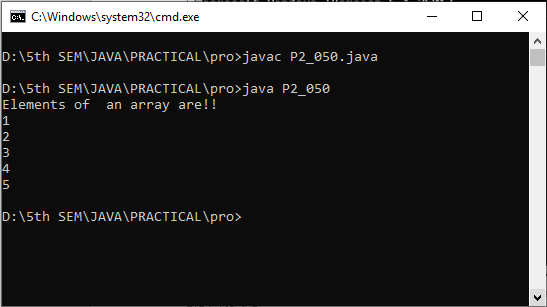 C:\Windows\system32\cmd.exe
D:\5th SEM\JAVA\PRACTICAL\pro>javac P2_050.java
D:\5th SEM\JAVA\PRACTICAL\pro>java P2_050
Elements of  an array are!!
1
2
3
4
5
D:\5th SEM\JAVA\PRACTICAL\pro>